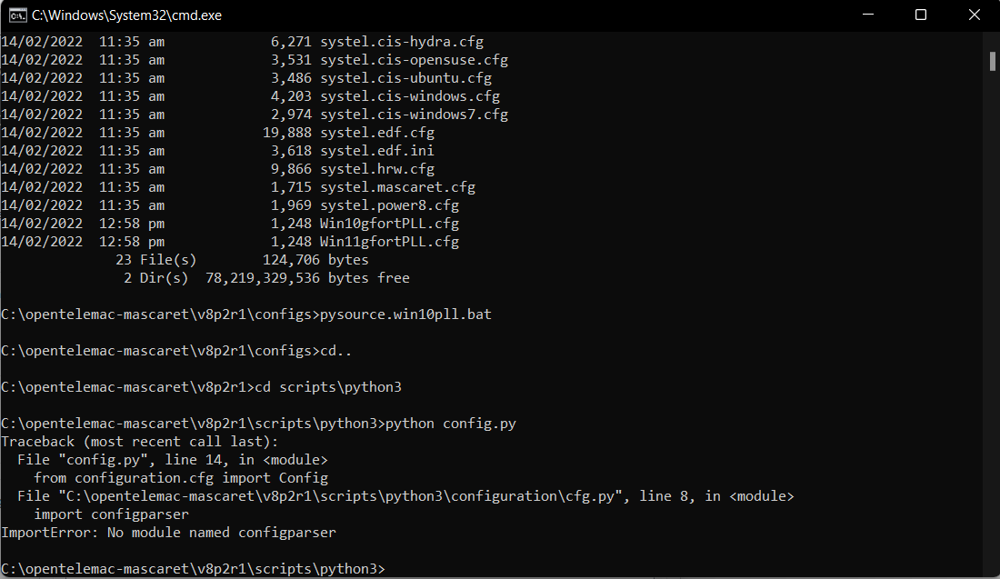 C:\Windows\System32\cmd.exe
14/02/2022  11:35 am             6,271 systel.cis-hydra.cfg
14/02/2022  11:35 am             3,531 systel.cis-opensuse.cfg
14/02/2022  11:35 am             3,486 systel.cis-ubuntu.cfg
14/02/2022  11:35 am             4,203 systel.cis-windows.cfg
14/02/2022  11:35 am             2,974 systel.cis-windows7.cfg
14/02/2022  11:35 am            19,888 systel.edf.cfg
14/02/2022  11:35 am             3,618 systel.edf.ini
14/02/2022  11:35 am             9,866 systel.hrw.cfg
14/02/2022  11:35 am             1,715 systel.mascaret.cfg
14/02/2022  11:35 am             1,969 systel.power8.cfg
14/02/2022  12:58 pm             1,248 Win10gfortPLL.cfg
14/02/2022  12:58 pm             1,248 Win11gfortPLL.cfg
              23 File(s)        124,706 bytes
               2 Dir(s)  78,219,329,536 bytes free
C:\opentelemac-mascaret\v8p2r1\configs>pysource.win10pll.bat
C:\opentelemac-mascaret\v8p2r1\configs>cd..
C:\opentelemac-mascaret\v8p2r1>cd scripts\python3
C:\opentelemac-mascaret\v8p2r1\scripts\python3>python config.py
Traceback (most recent call last):
  File "config.py", line 14, in <module>
    from configuration.cfg import Config
  File "C:\opentelemac-mascaret\v8p2r1\scripts\python3\configuration\cfg.py", line 8, in <module>
    import configparser
ImportError: No module named configparser
C:\opentelemac-mascaret\v8p2r1\scripts\python3>